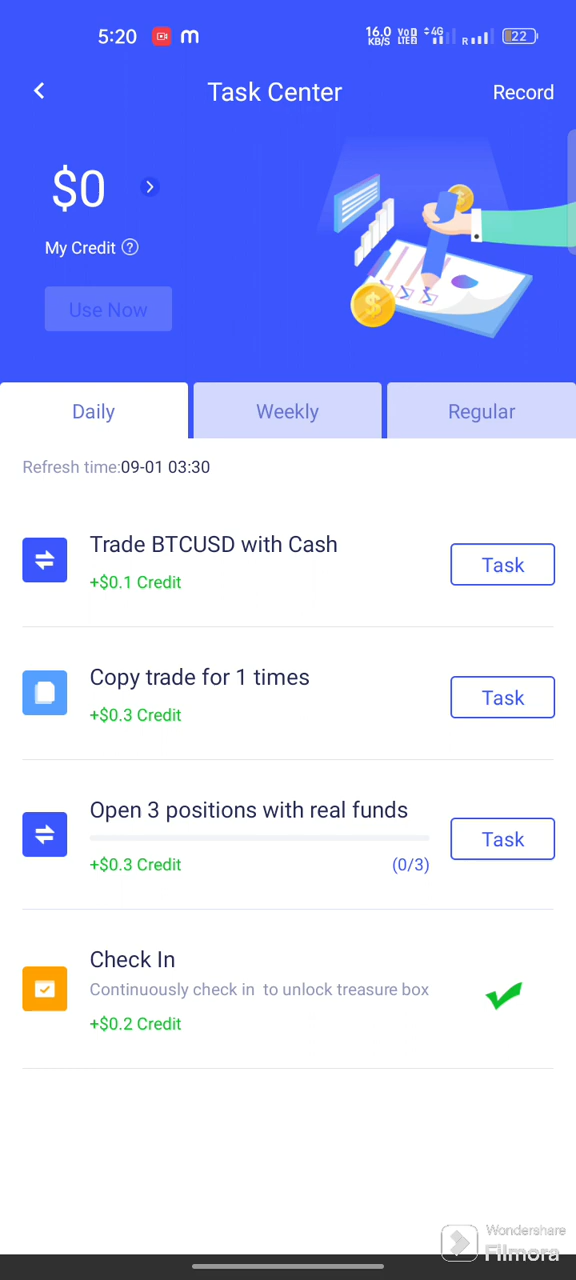 5:20 m 16.0 KB/S VoD LTE 4G R 22
Task Center
Record
$0
My Credit ?
Use Now
Daily
Weekly
Regular
Refresh time:09-01 03:30
Trade BTCUSD with Cash
+$0.1 Credit
Task
Copy trade for 1 times
+$0.3 Credit
Task
Open 3 positions with real funds
+$0.3 Credit
(0/3)
Task
Check In
Continuously check in to unlock treasure box
+$0.2 Credit
Wondershare
Filmora